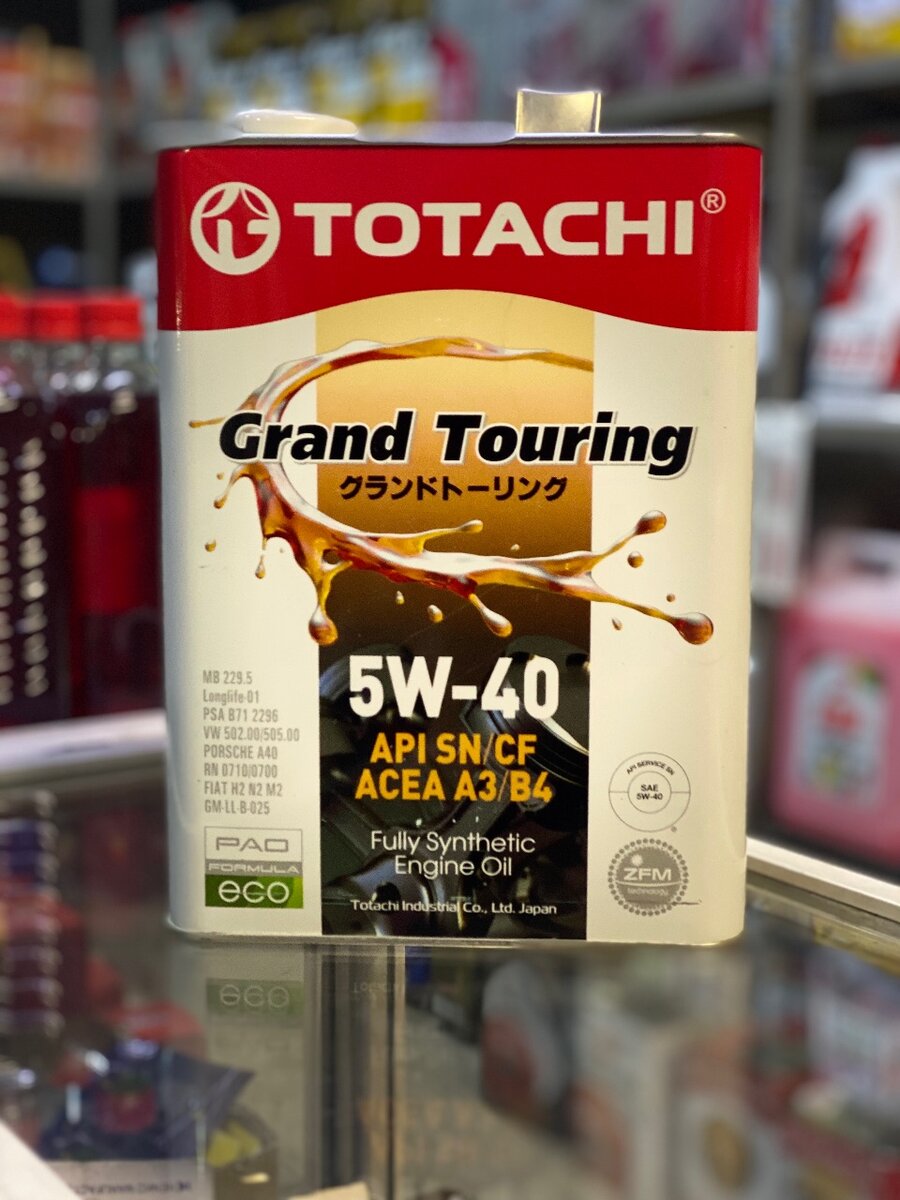 TOTACHI®
Grand Touring
グランドトーリング
5W-40
API SN/CF
ACEA A3/B4
Fully Synthetic
Engine Oil
Totachi Industrial Co., Ltd. Japan
MB 229.5
Longlife-01
PSA B71 2296
VW 502.00/505.00
PORSCHE A40
RN 0710/0700
FIAT H2 N2 M2
GM-LL-B-025
PAO
FORMULA
eco
API SERVICE SN
SAE
5W-40
ZFM
technology